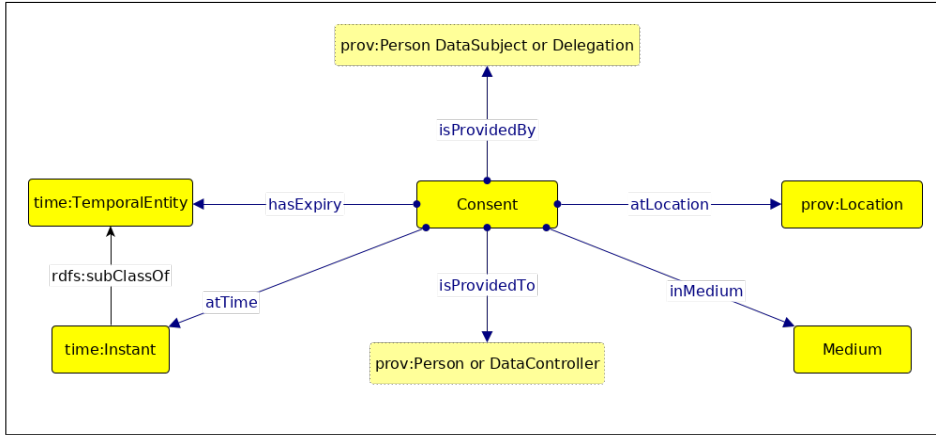 prov:Person DataSubject or Delegation
isProvidedBy
time:TemporalEntity
hasExpiry
Consent
atLocation
prov:Location
rdfs:subClassOf
atTime
isProvidedTo
inMedium
time:Instant
prov:Person or DataController
Medium